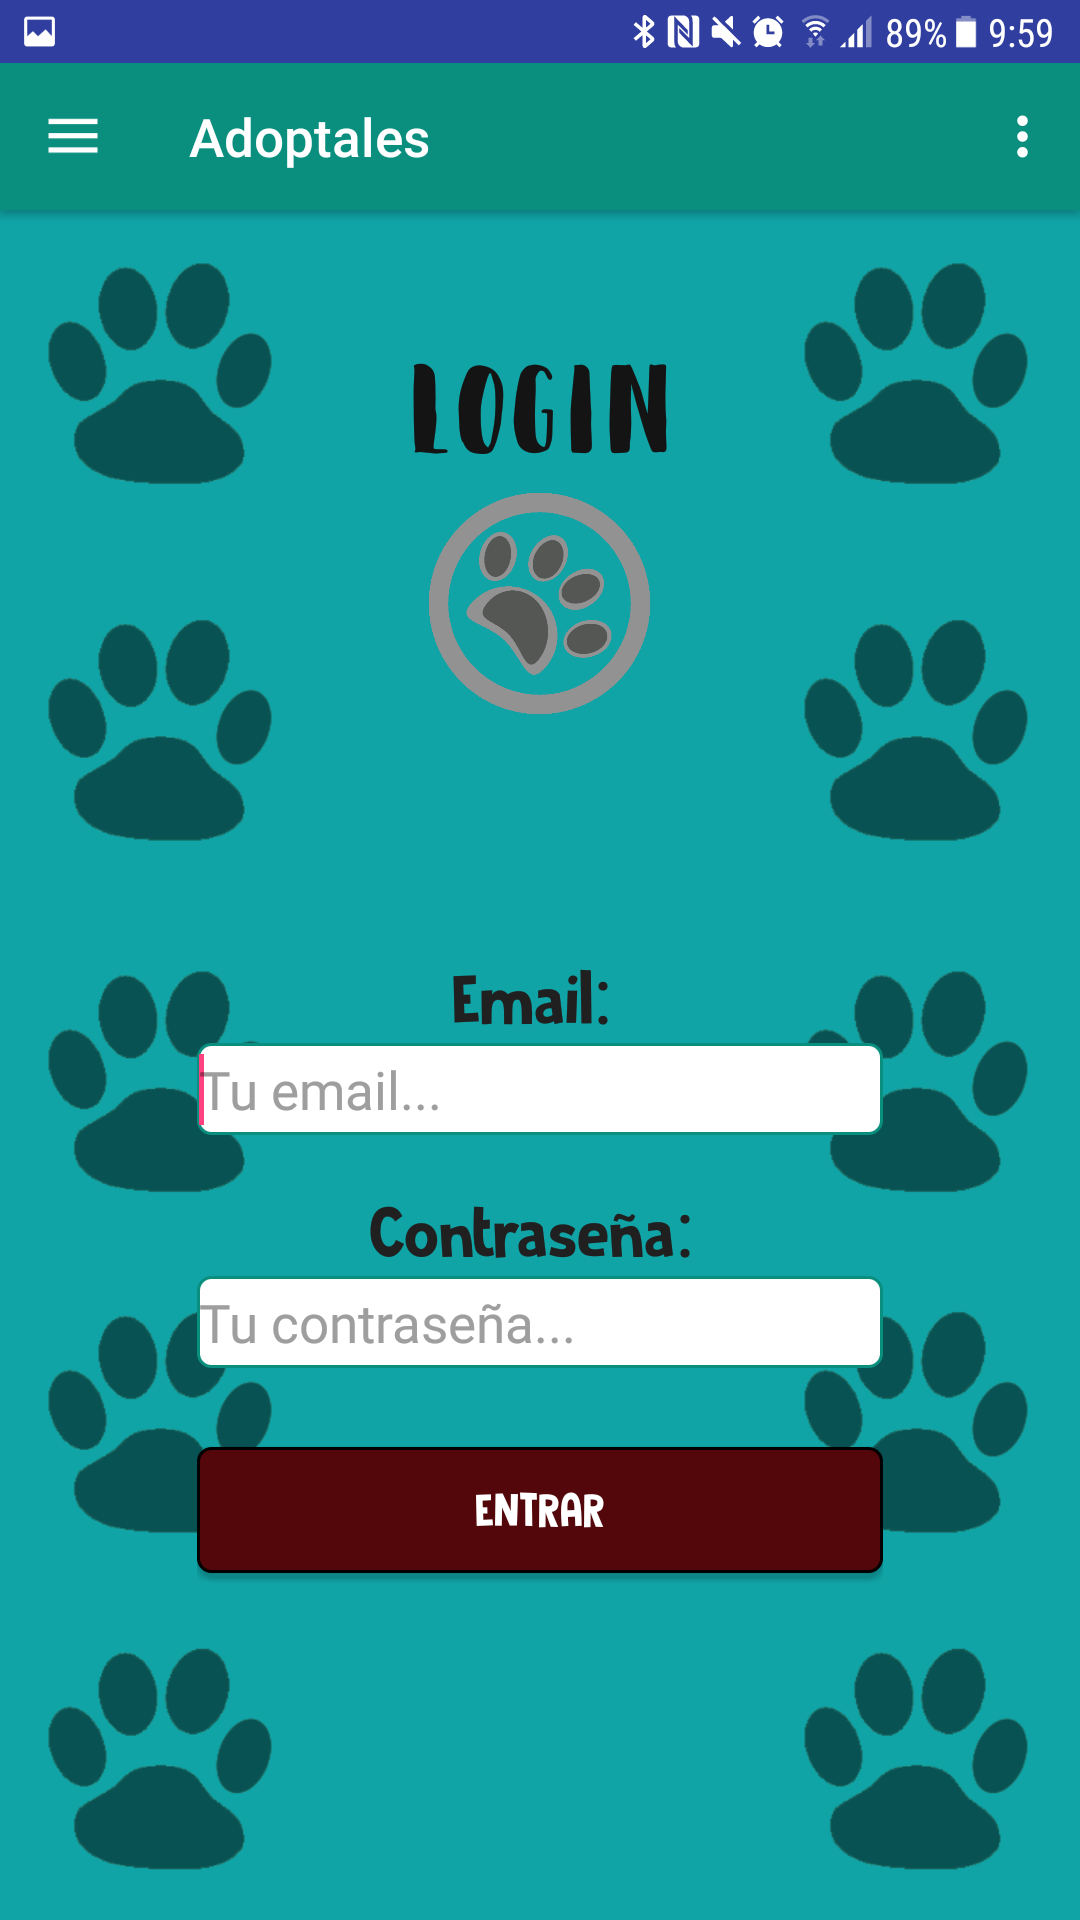 89% 9:59
Adoptales
LOGIN
Email:
Tu email...
Contraseña:
Tu contraseña...
ENTRAR